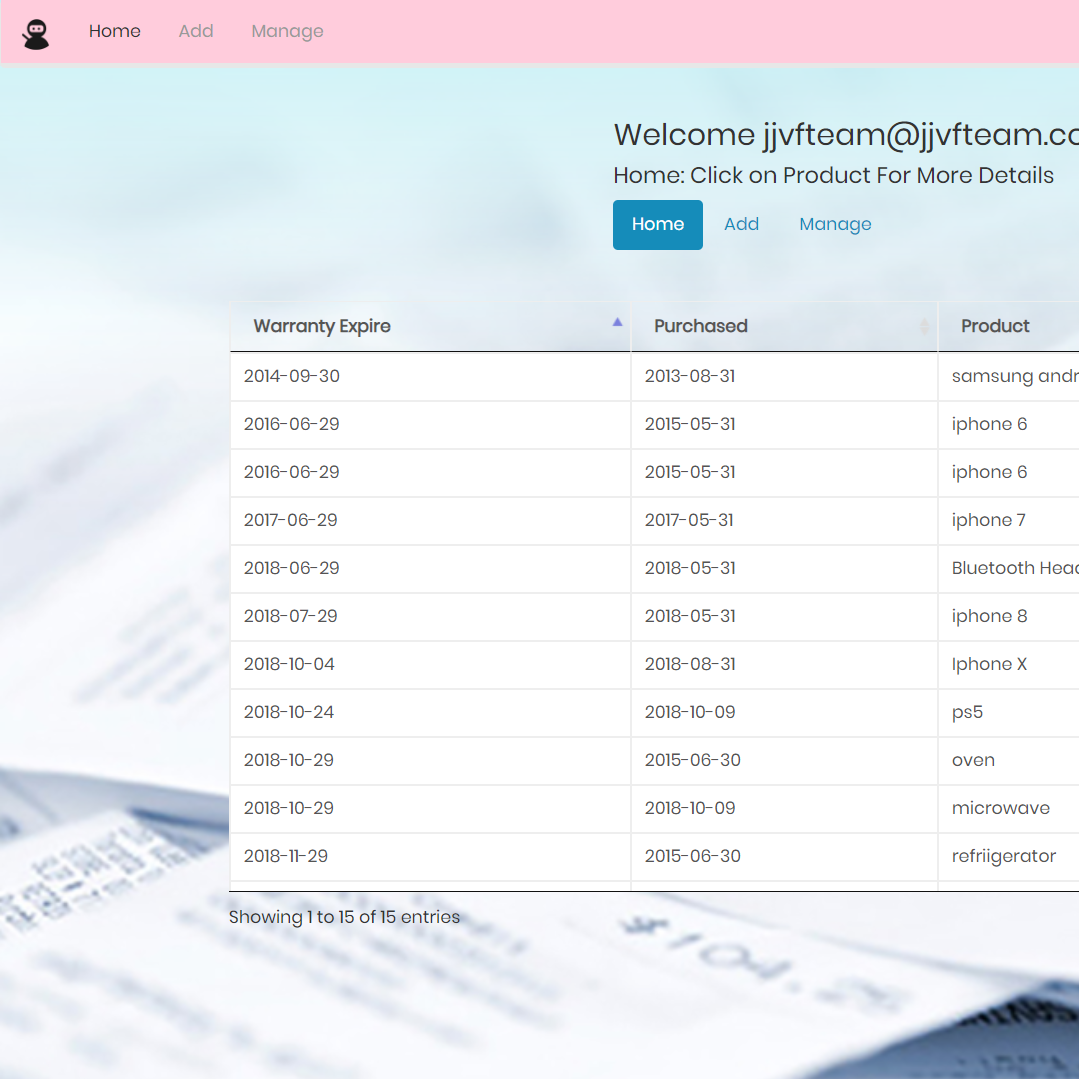 Home Add Manage
Welcome jjvfteam@jjvfteam.co
Home: Click on Product For More Details
Home Add Manage
Warranty Expire Purchased Product
2014-09-30 2013-08-31 samsung andr
2016-06-29 2015-05-31 iphone 6
2016-06-29 2015-05-31 iphone 6
2017-06-29 2017-05-31 iphone 7
2018-06-29 2018-05-31 Bluetooth Head
2018-07-29 2018-05-31 iphone 8
2018-10-04 2018-08-31 Iphone X
2018-10-24 2018-10-09 ps5
2018-10-29 2015-06-30 oven
2018-10-29 2018-10-09 microwave
2018-11-29 2015-06-30 refriigerator
Showing 1 to 15 of 15 entries